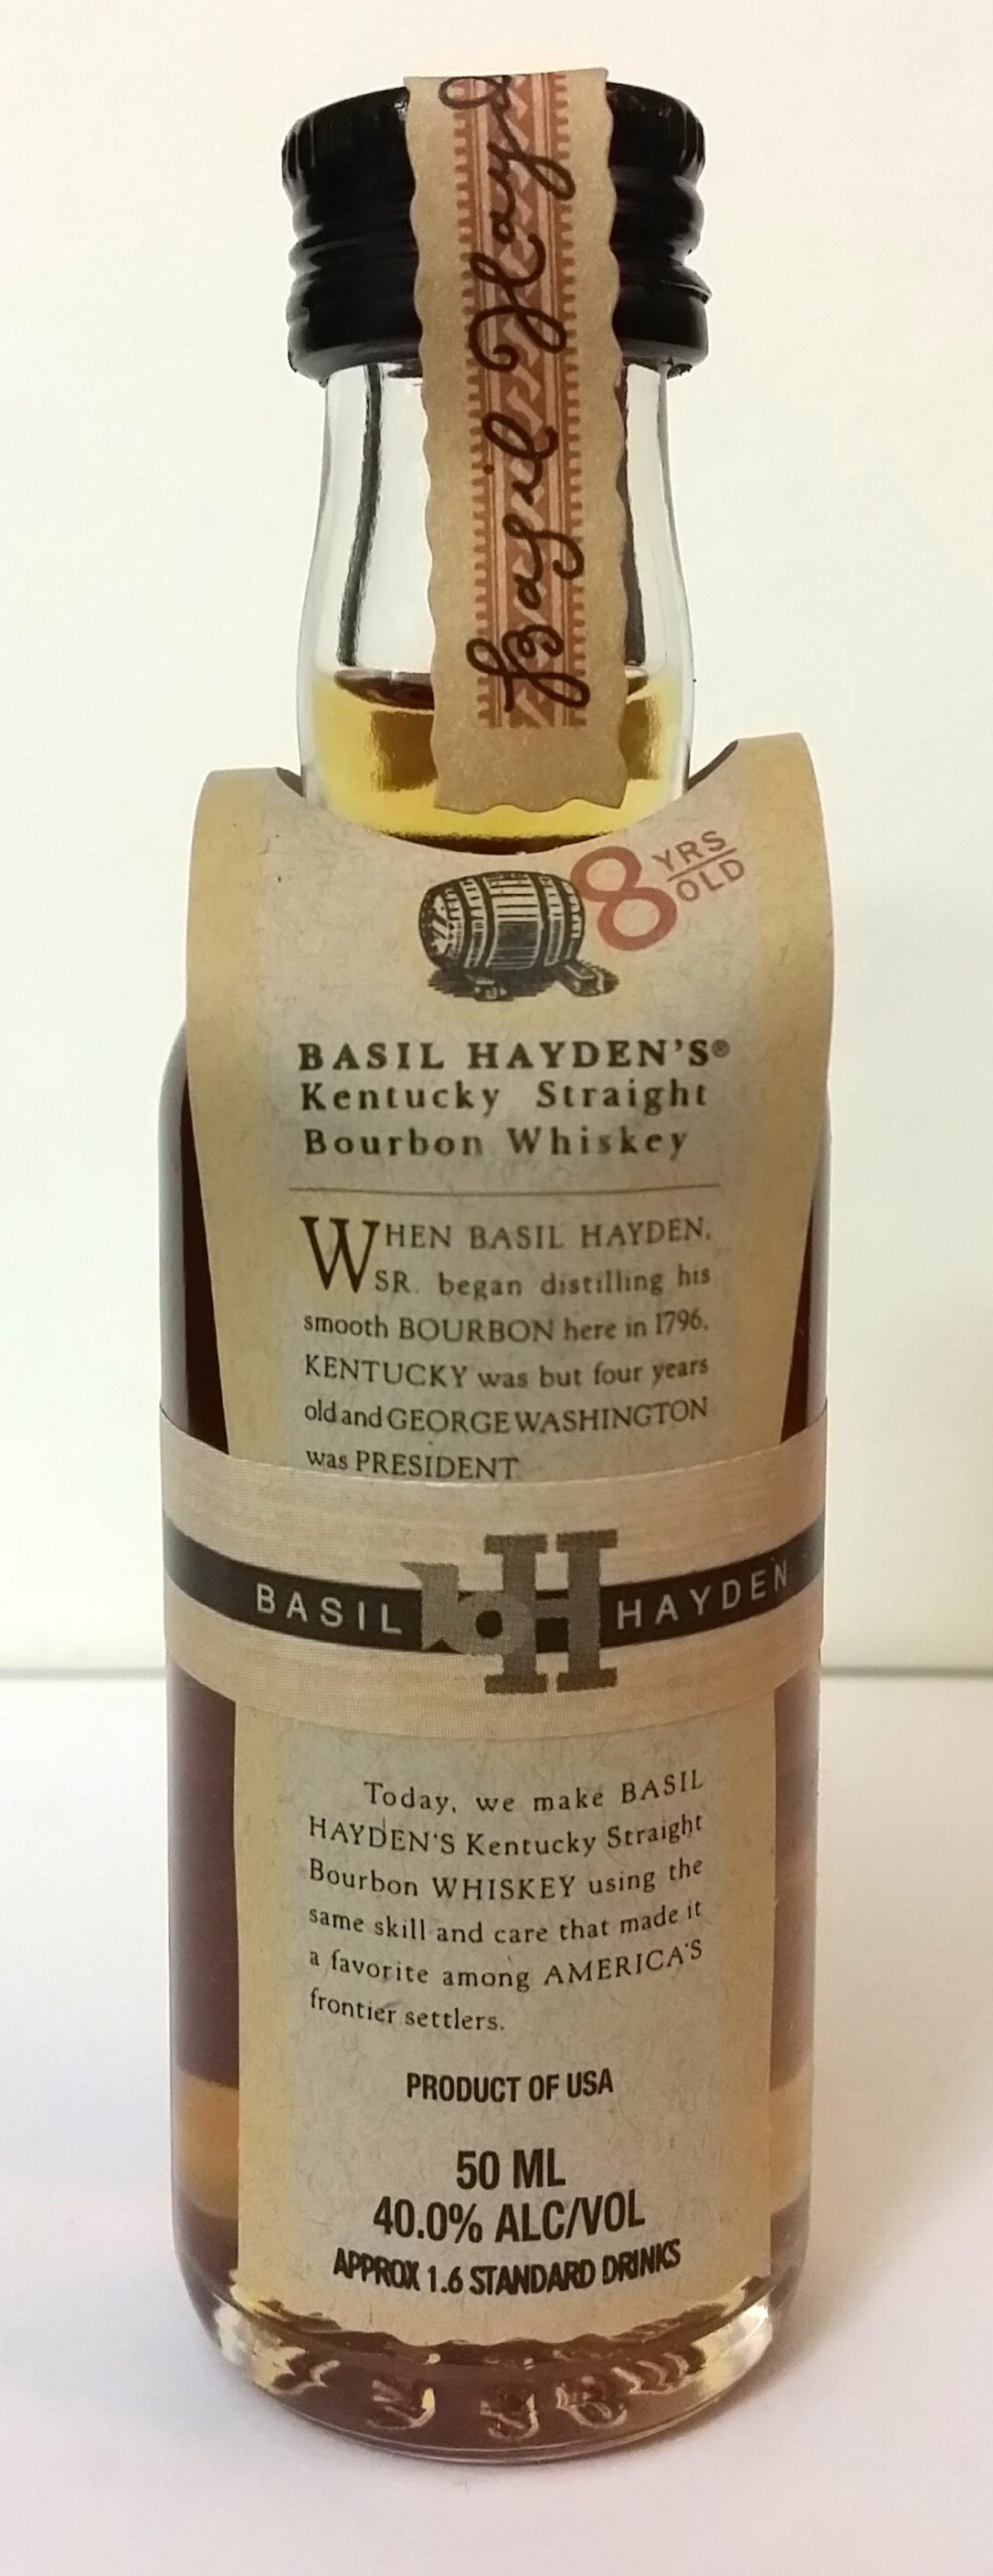 Basil Hayd
8 YRS
OLD
BASIL HAYDEN'S®
Kentucky Straight
Bourbon Whiskey
WHEN BASIL HAYDEN,
SR. began distilling his
smooth BOURBON here in 1796,
KENTUCKY was but four years
old and GEORGE WASHINGTON
was PRESIDENT.
BASIL bH HAYDEN
Today, we make BASIL
HAYDEN'S Kentucky Straight
Bourbon WHISKEY using the
same skill and care that made it
a favorite among AMERICA'S
frontier settlers.
PRODUCT OF USA
50 ML
40.0% ALC/VOL
APPROX 1.6 STANDARD DRINKS